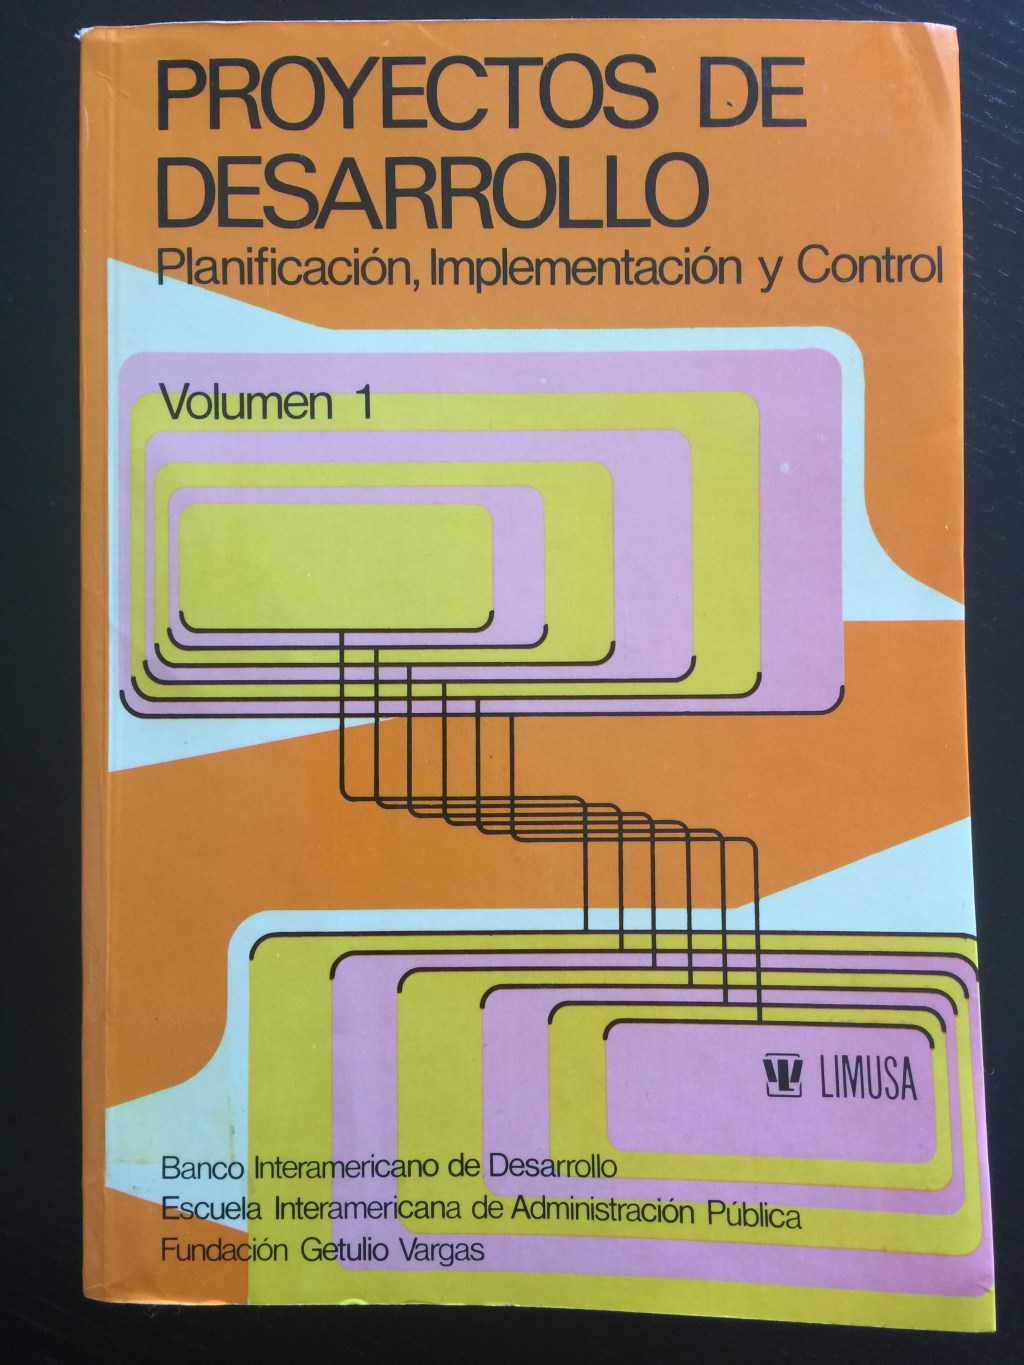 PROYECTOS DE
DESARROLLO
Planificación, Implementación y Control
Volumen 1
LIMUSA
Banco Interamericano de Desarrollo
Escuela Interamericana de Administración Pública
Fundación Getulio Vargas